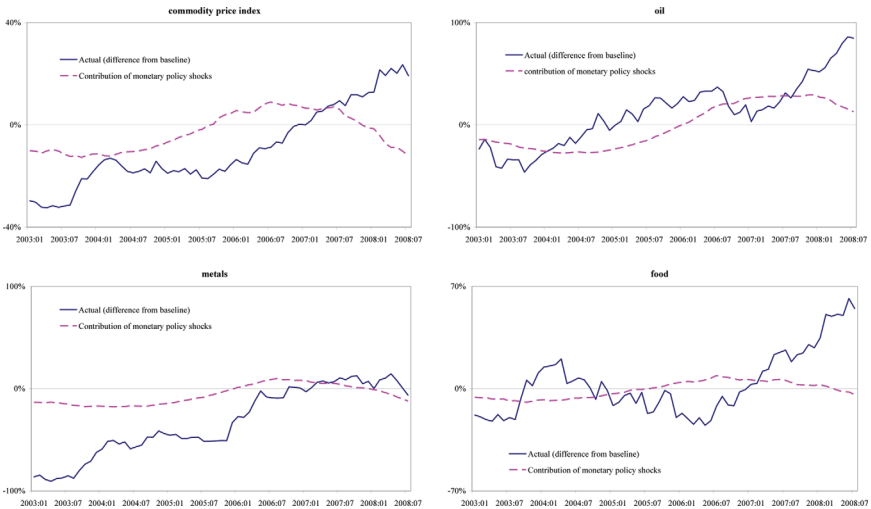 commodity price index
40%
Actual (difference from baseline)
Contribution of monetary policy shocks
0%
-40%
2003:01 2003:07 2004:01 2004:07 2005:01 2005:07 2006:01 2006:07 2007:01 2007:07 2008:01 2008:07
oil
100%
Actual (difference from baseline)
contribution of monetary policy shocks
0%
-100%
2003:01 2003:07 2004:01 2004:07 2005:01 2005:07 2006:01 2006:07 2007:01 2007:07 2008:01 2008:07
metals
100%
Actual (difference from baseline)
Contribution of monetary policy shocks
0%
-100%
2003:01 2003:07 2004:01 2004:07 2005:01 2005:07 2006:01 2006:07 2007:01 2007:07 2008:01 2008:07
food
70%
0%
Actual (difference from baseline)
Contribution of monetary policy shocks
-70%
2003:01 2003:07 2004:01 2004:07 2005:01 2005:07 2006:01 2006:07 2007:01 2007:07 2008:01 2008:07